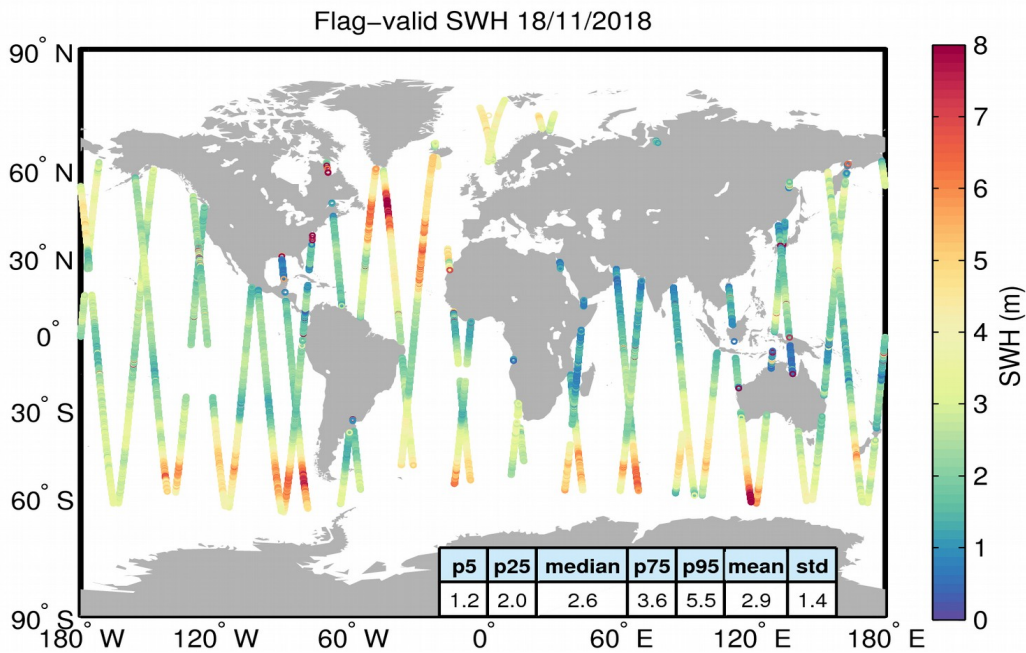 Flag−valid SWH 18/11/2018
90° N
60° N
30° N
0°
30° S
60° S
90° S
180° W
120° W
60° W
0°
60° E
120° E
180° E
8
7
6
5
4
3
2
1
0
SWH (m)
p5 p25 median p75 p95 mean std
1.2 2.0 2.6 3.6 5.5 2.9 1.4